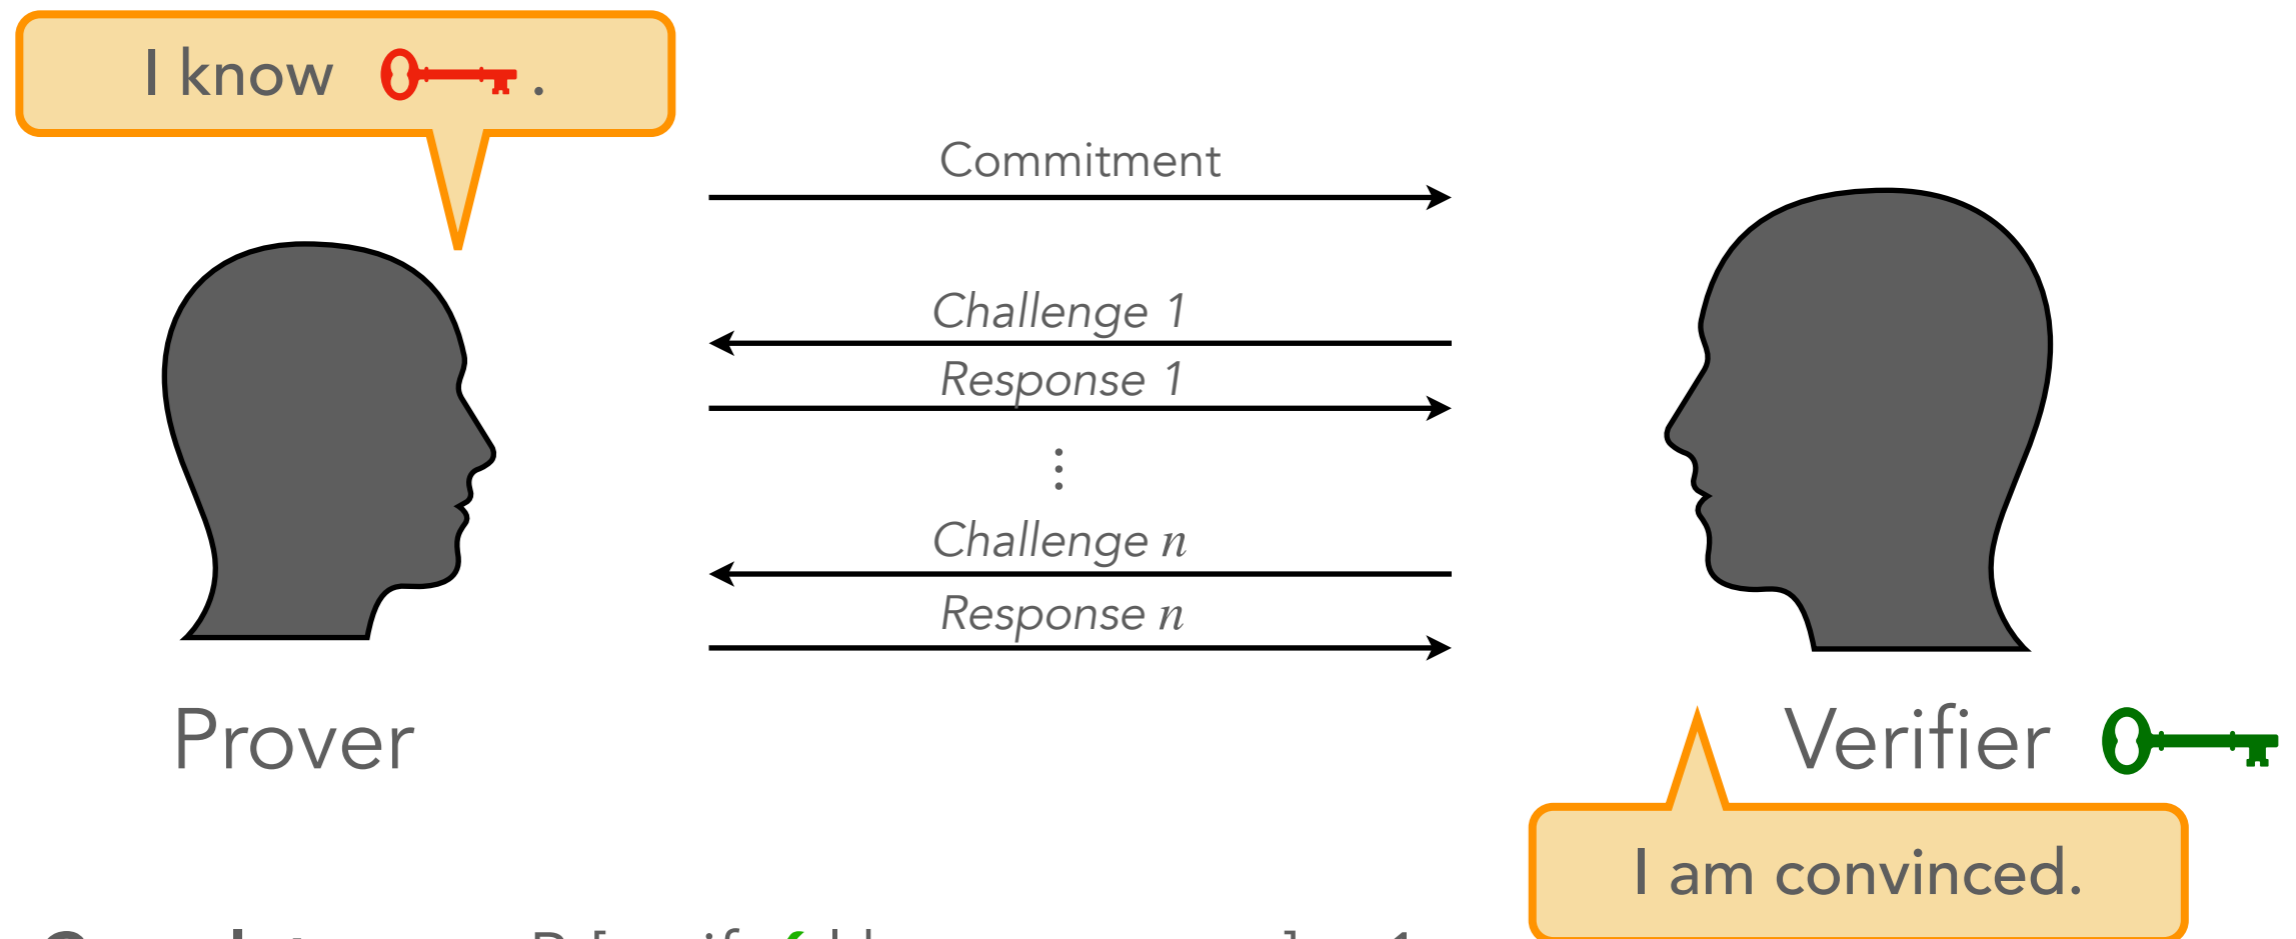 I know .
Commitment
Challenge 1
Response 1
⋮
Challenge n
Response n
Prover
Verifier
I am convinced.